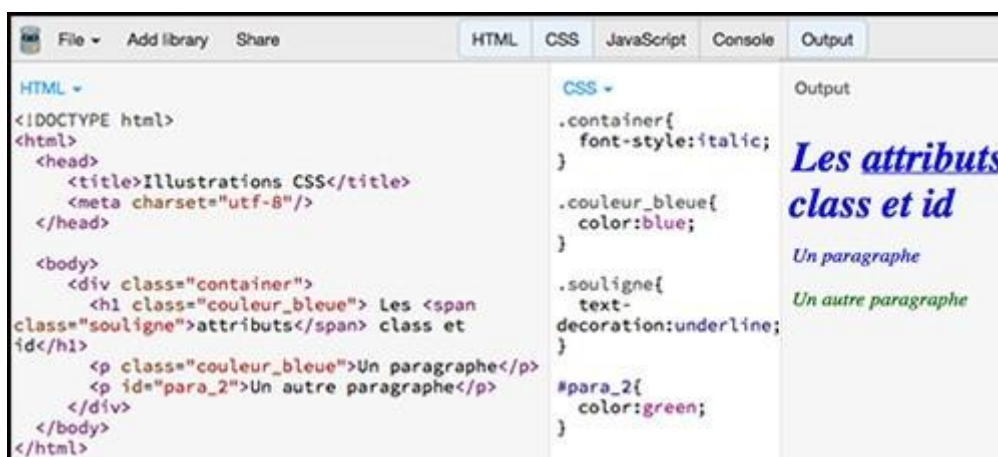 File Add library Share HTML CSS JavaScript Console Output
HTML
<!DOCTYPE html>
<html>
<head>
<title>Illustrations CSS</title>
<meta charset="utf-8"/>
</head>
<body>
<div class="container">
<h1 class="couleur_bleue"> Les <span
class="souligne">attributs</span> class et
id</h1>
<p class="couleur_bleue">Un paragraphe</p>
<p id="para_2">Un autre paragraphe</p>
</div>
</body>
</html>
CSS
.container{
font-style:italic;
}
.couleur_bleue{
color:blue;
}
.souligne{
text-
decoration:underline;
}
#para_2{
color:green;
}
Output
Les attributs
class et id
Un paragraphe
Un autre paragraphe